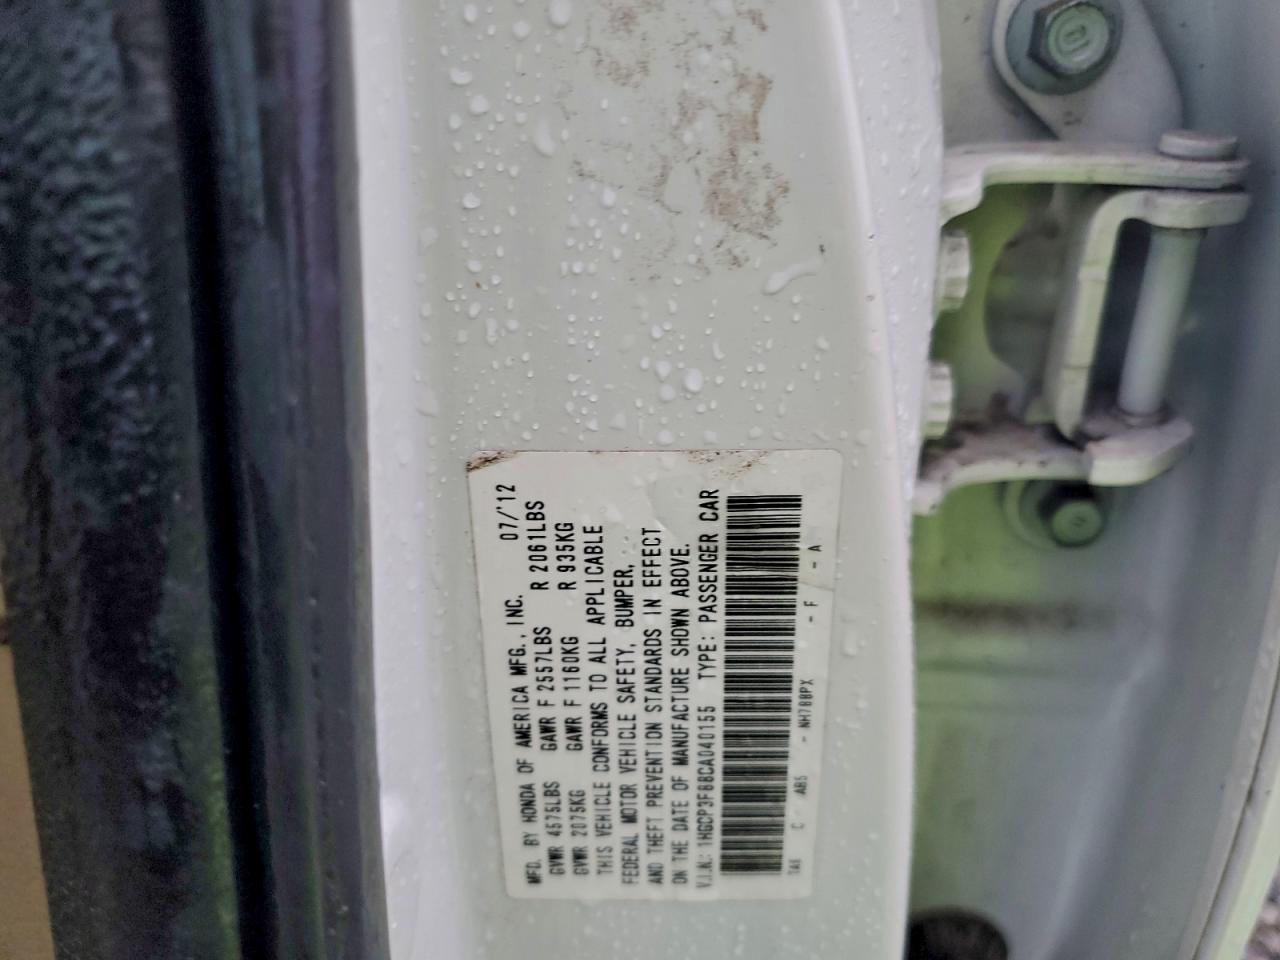 MFD. BY HONDA OF AMERICA MFG., INC. 07/'12
GVWR 4575LBS GAWR F 2557LBS R 2061LBS
GVWR 2075KG GAWR F 1160KG R 935KG
THIS VEHICLE CONFORMS TO ALL APPLICABLE
FEDERAL MOTOR VEHICLE SAFETY, BUMPER,
AND THEFT PREVENTION STANDARDS IN EFFECT
ON THE DATE OF MANUFACTURE SHOWN ABOVE.
V.I.N.: 1HGCP3F88CA040155 TYPE: PASSENGER CAR
C AB5 - NH788PX - F - A